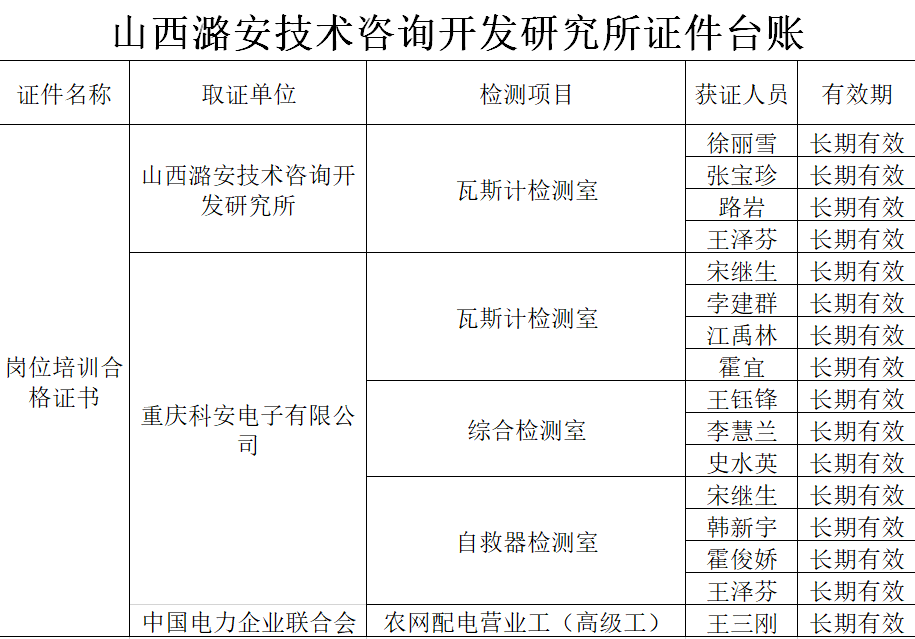 山西潞安技术咨询开发研究所证件台账
证件名称 取证单位 检测项目 获证人员 有效期
岗位培训合
格证书
山西潞安技术咨询开
发研究所
瓦斯计检测室
徐丽雪 长期有效
张宝珍 长期有效
路岩 长期有效
王泽芬 长期有效
重庆科安电子有限公
司
瓦斯计检测室
宋继生 长期有效
李建群 长期有效
江禹林 长期有效
霍宜 长期有效
综合检测室
王钰锋 长期有效
李慧兰 长期有效
史水英 长期有效
自救器检测室
宋继生 长期有效
韩新宇 长期有效
霍俊娇 长期有效
王泽芬 长期有效
中国电力企业联合会 农网配电营业工（高级工） 王三刚 长期有效